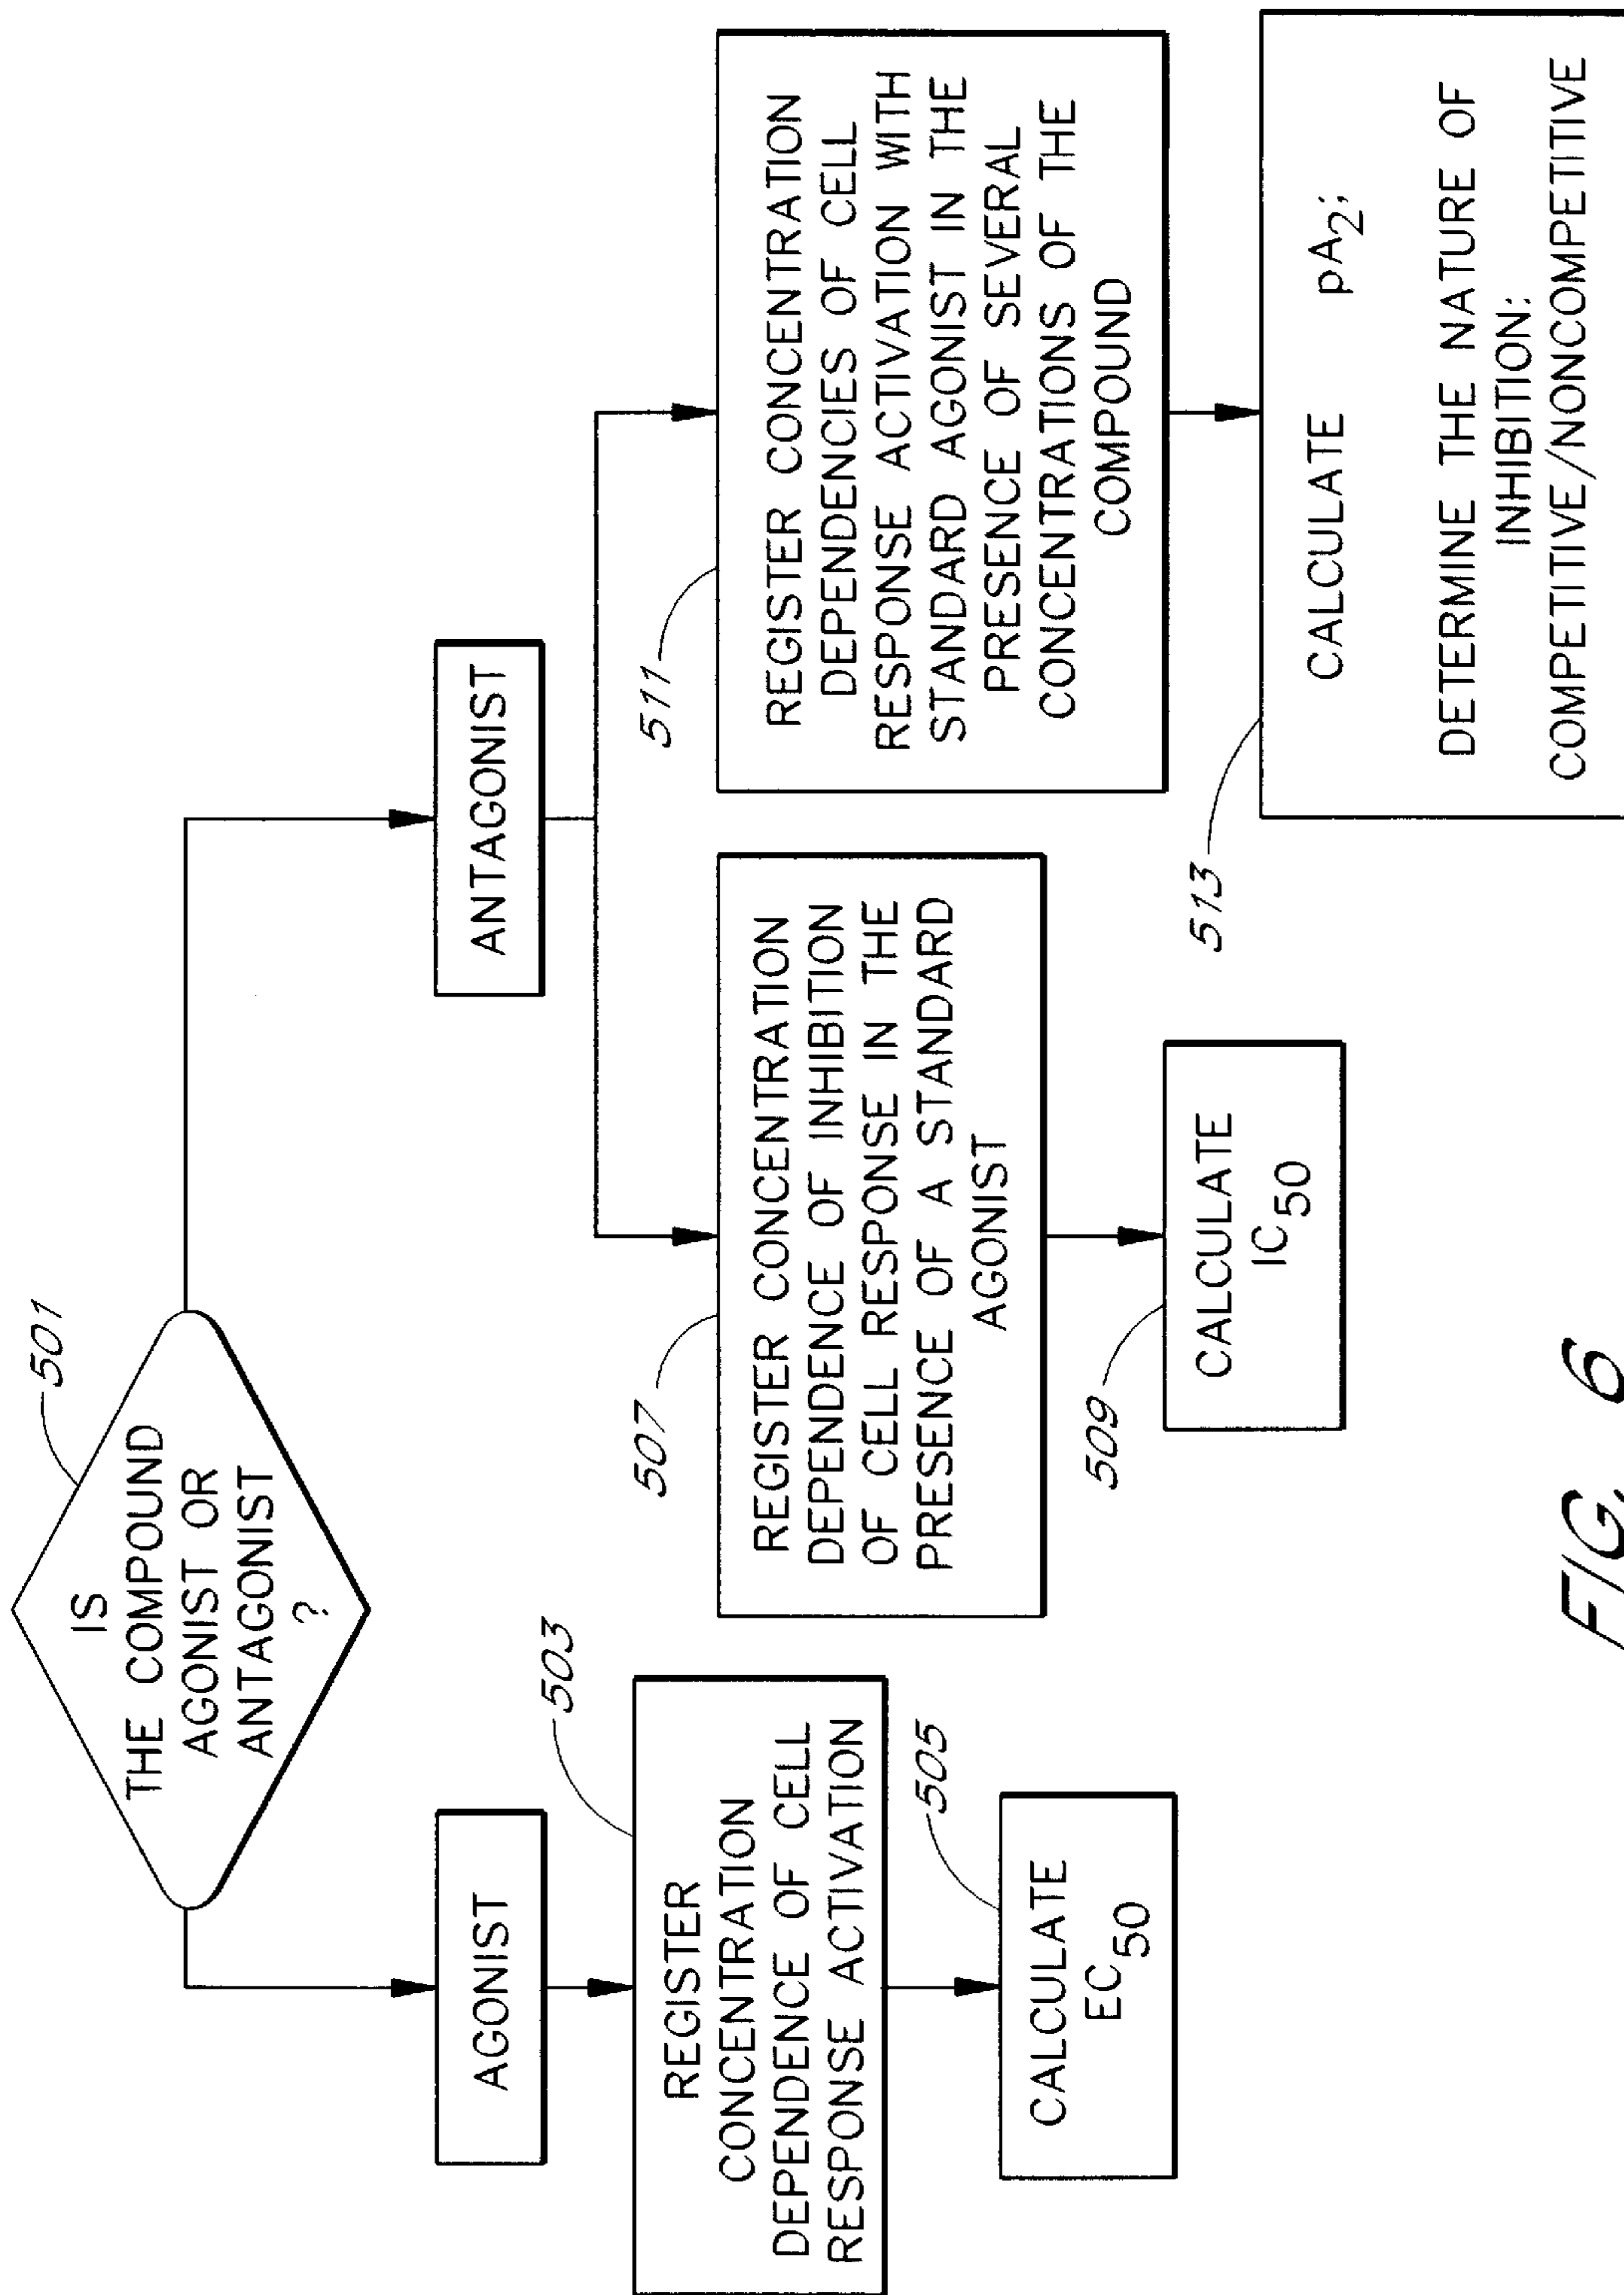 501
IS
THE COMPOUND
AGONIST OR
ANTAGONIST
?
AGONIST
ANTAGONIST
503
REGISTER
CONCENTRATION
DEPENDENCE OF CELL
RESPONSE ACTIVATION
505
CALCULATE
EC50
507
REGISTER CONCENTRATION
DEPENDENCE OF INHIBITION
OF CELL RESPONSE IN THE
PRESENCE OF A STANDARD
AGONIST
509
CALCULATE
IC50
511
REGISTER CONCENTRATION
DEPENDENCIES OF CELL
RESPONSE ACTIVATION WITH
STANDARD AGONIST IN THE
PRESENCE OF SEVERAL
CONCENTRATIONS OF THE
COMPOUND
513
CALCULATE pA2;
DETERMINE THE NATURE OF
INHIBITION:
COMPETITIVE/NONCOMPETITIVE
FIG. 6